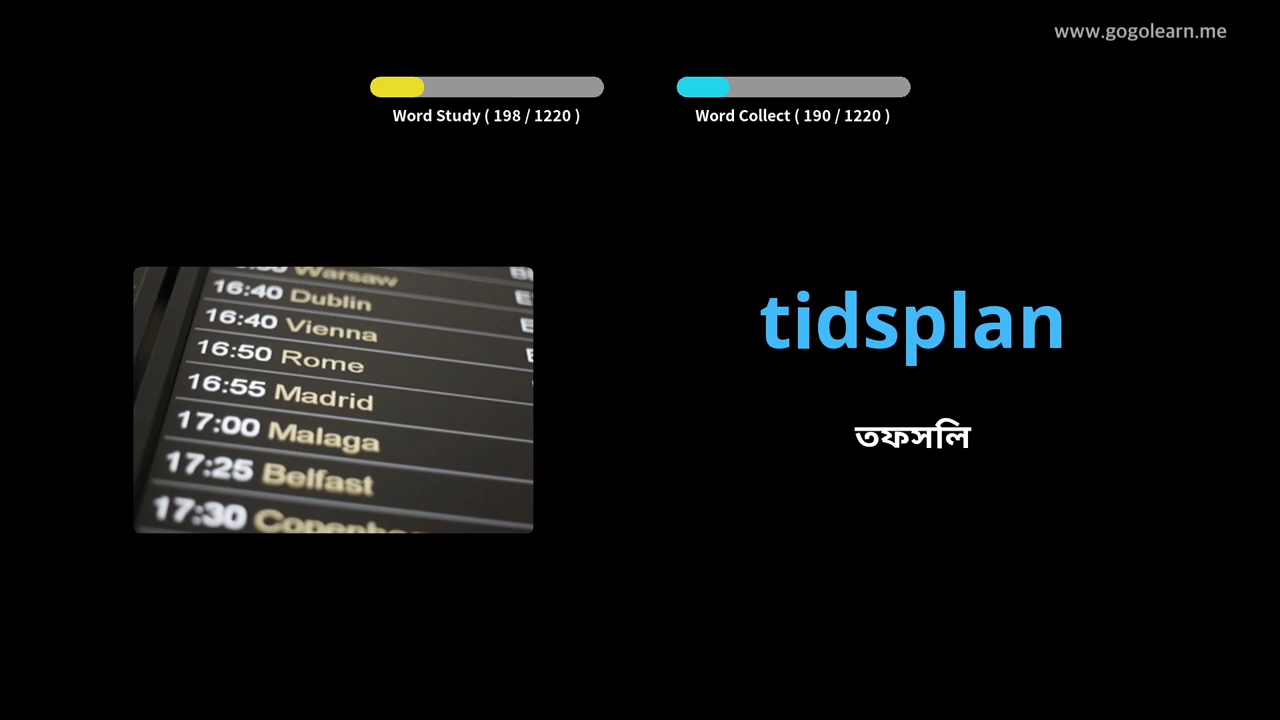 www.gogolearn.me
Word Study ( 198 / 1220 )
Word Collect ( 190 / 1220 )
Warsaw
16:40 Dublin
16:40 Vienna
16:50 Rome
16:55 Madrid
17:00 Malaga
17:25 Belfast
17:30
tidsplan
তফসলি